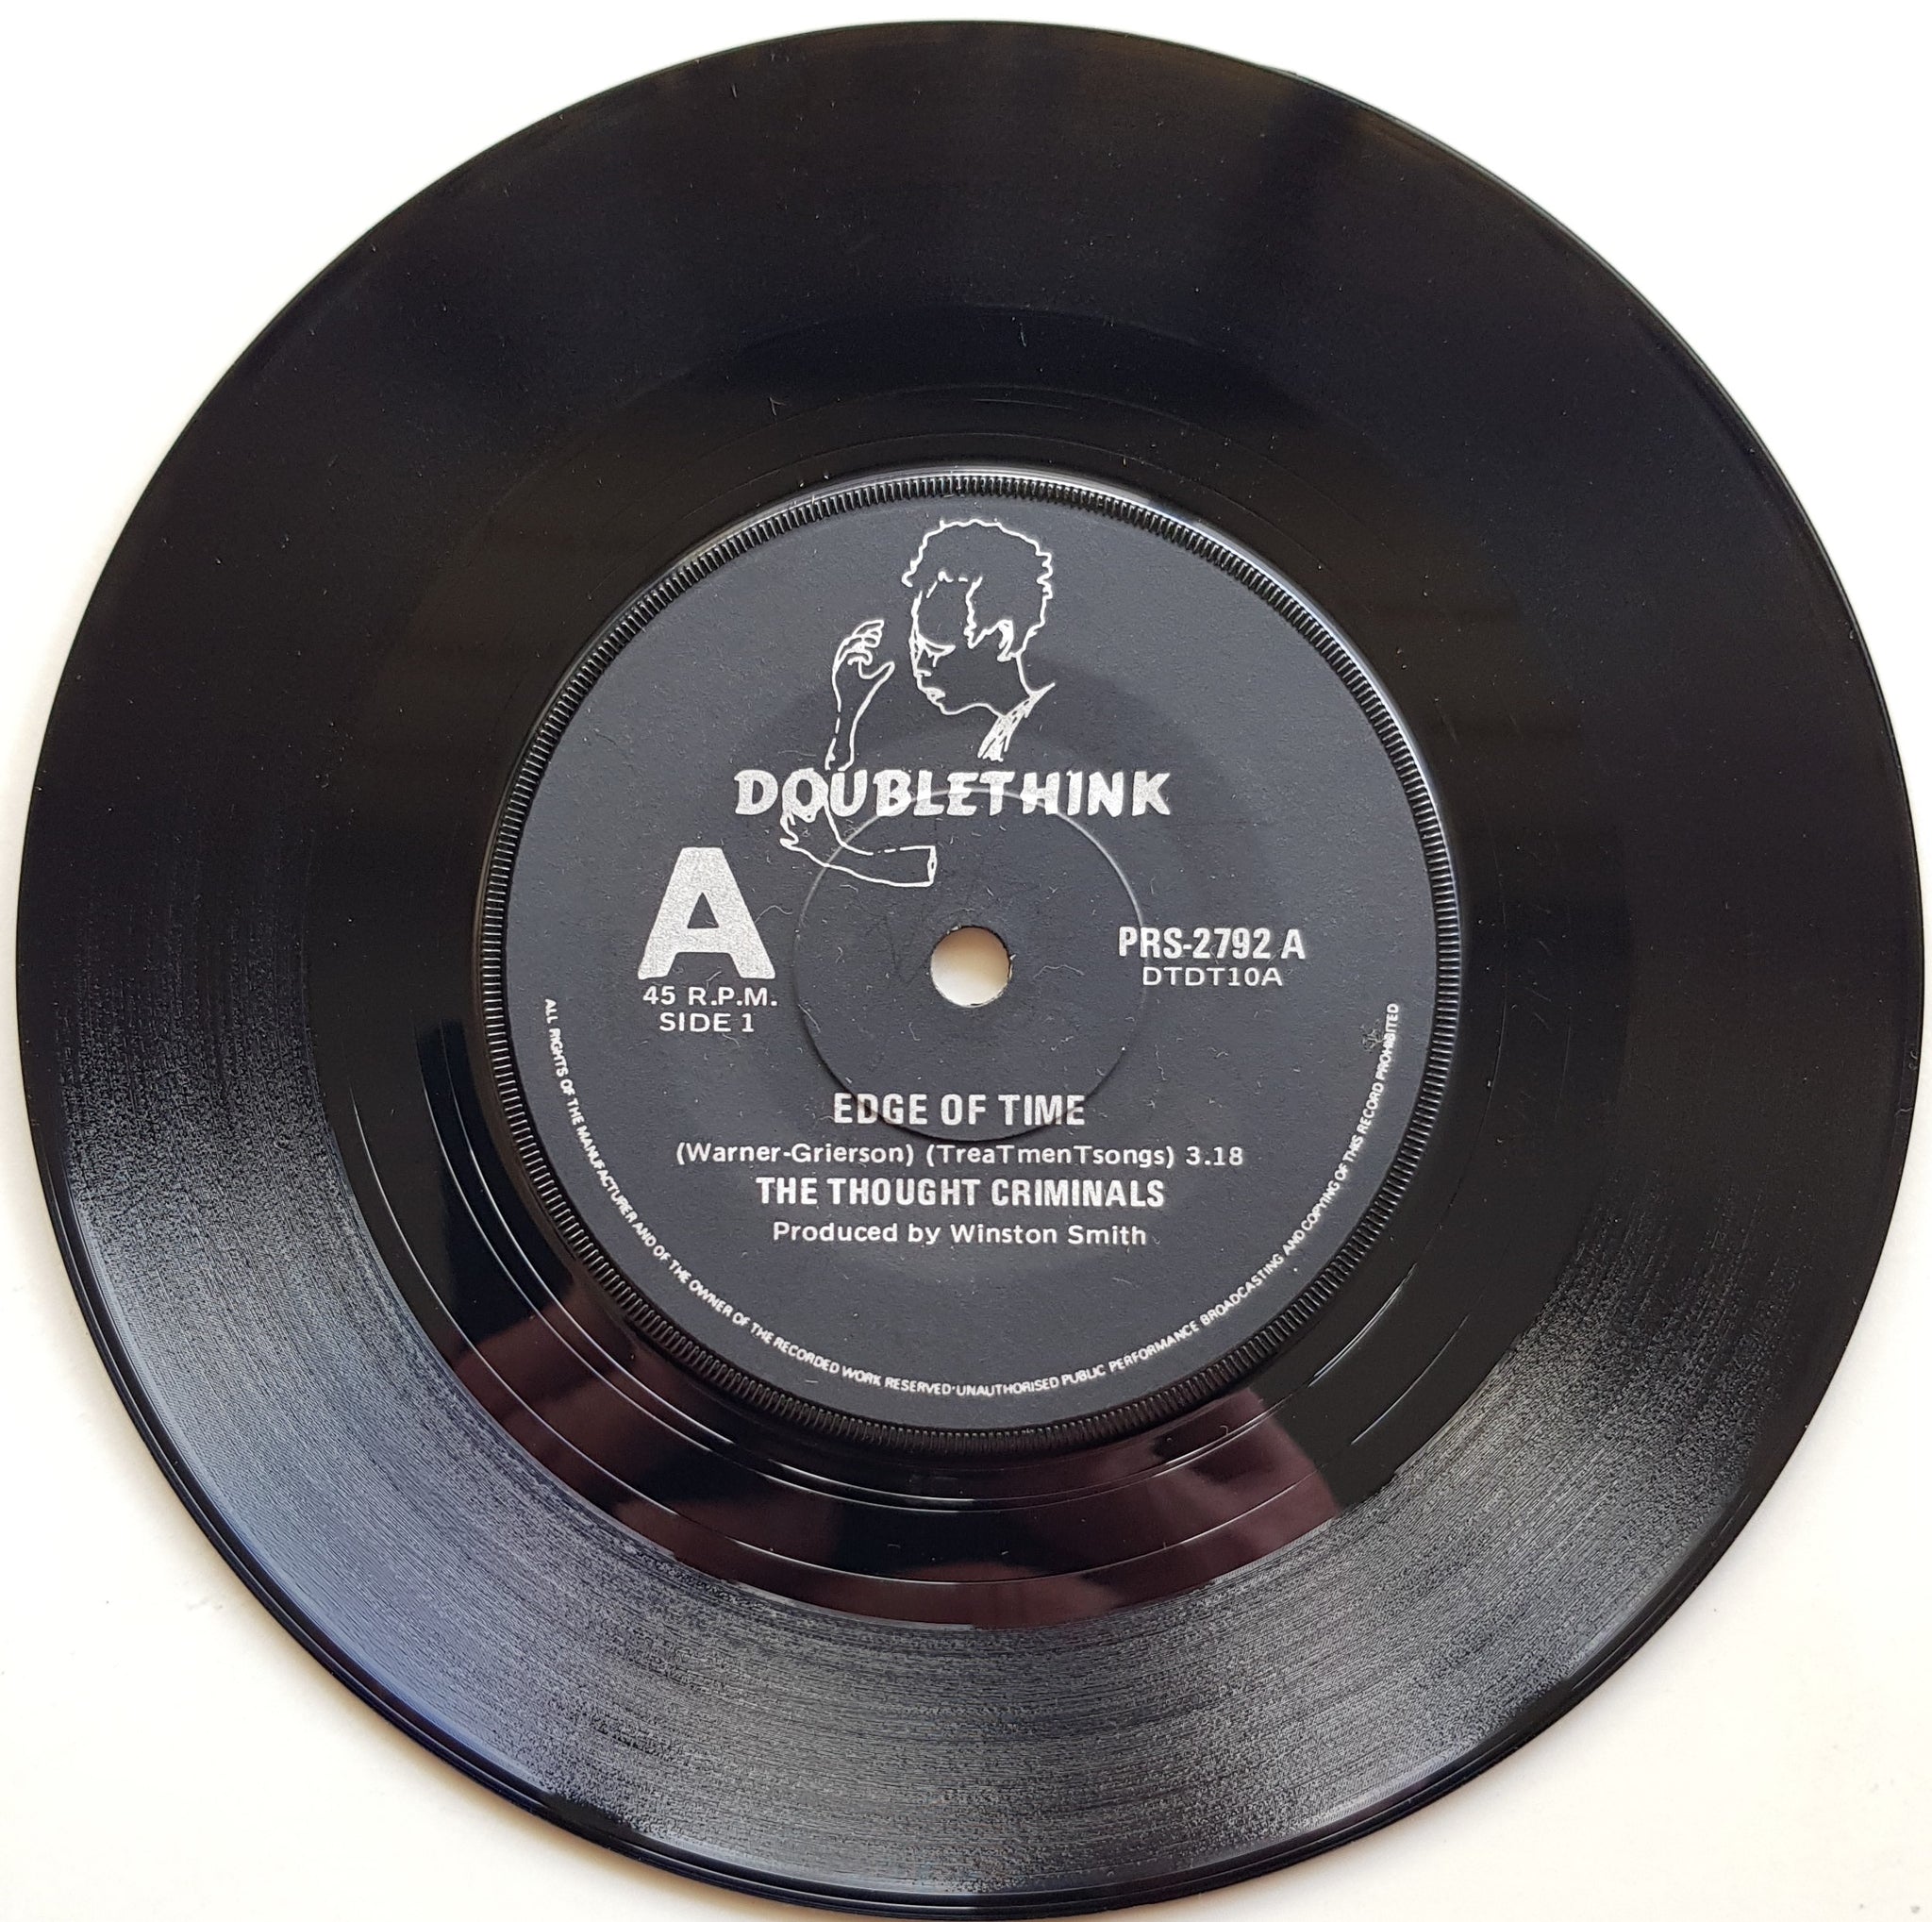 DOUBLETHINK
A
45 R.P.M.
SIDE 1
PRS-2792 A
DTDT10A
EDGE OF TIME
(Warner-Grierson) (TreaTmenTsongs) 3.18
THE THOUGHT CRIMINALS
Produced by Winston Smith
ALL RIGHTS OF THE MANUFACTURER AND OF THE OWNER OF THE RECORDED WORK RESERVED·UNAUTHORISED PUBLIC PERFORMANCE BROADCASTING AND COPYING OF THIS RECORD PROHIBITED